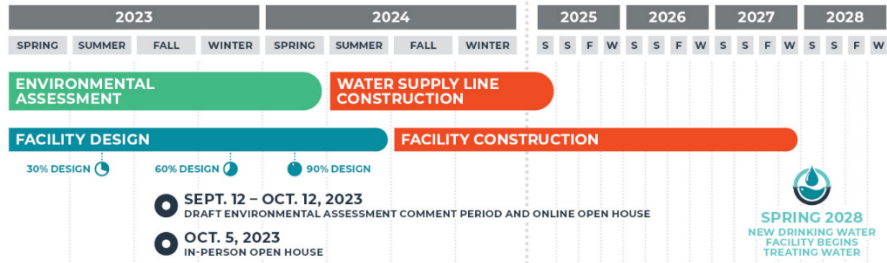 2023 2024 2025 2026 2027 2028
SPRING SUMMER FALL WINTER SPRING SUMMER FALL WINTER S S F W S S F W S S F W S S F W
ENVIRONMENTAL
ASSESSMENT
WATER SUPPLY LINE
CONSTRUCTION
FACILITY DESIGN
FACILITY CONSTRUCTION
30% DESIGN
60% DESIGN
90% DESIGN
SEPT. 12 – OCT. 12, 2023
DRAFT ENVIRONMENTAL ASSESSMENT COMMENT PERIOD AND ONLINE OPEN HOUSE
OCT. 5, 2023
IN-PERSON OPEN HOUSE
SPRING 2028
NEW DRINKING WATER
FACILITY BEGINS
TREATING WATER